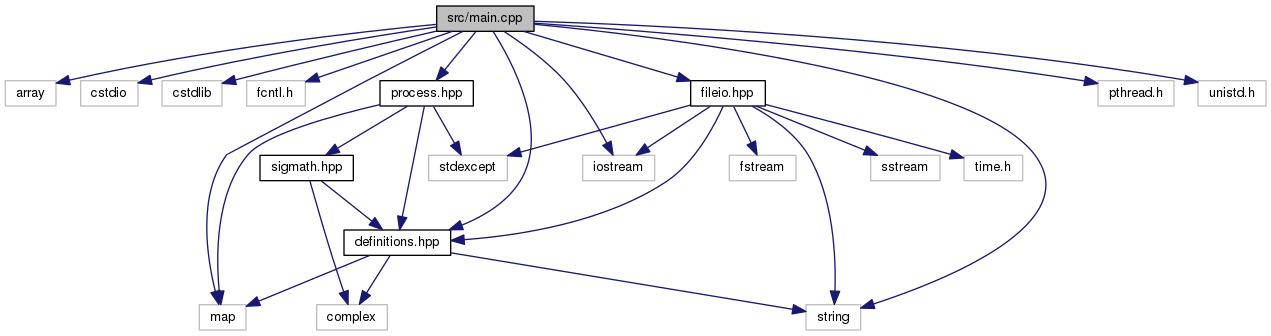 src/main.cpp
array
cstdio
cstdlib
fcntl.h
process.hpp
fileio.hpp
pthread.h
unistd.h
sigmath.hpp
stdexcept
iostream
fstream
sstream
time.h
definitions.hpp
map
complex
string